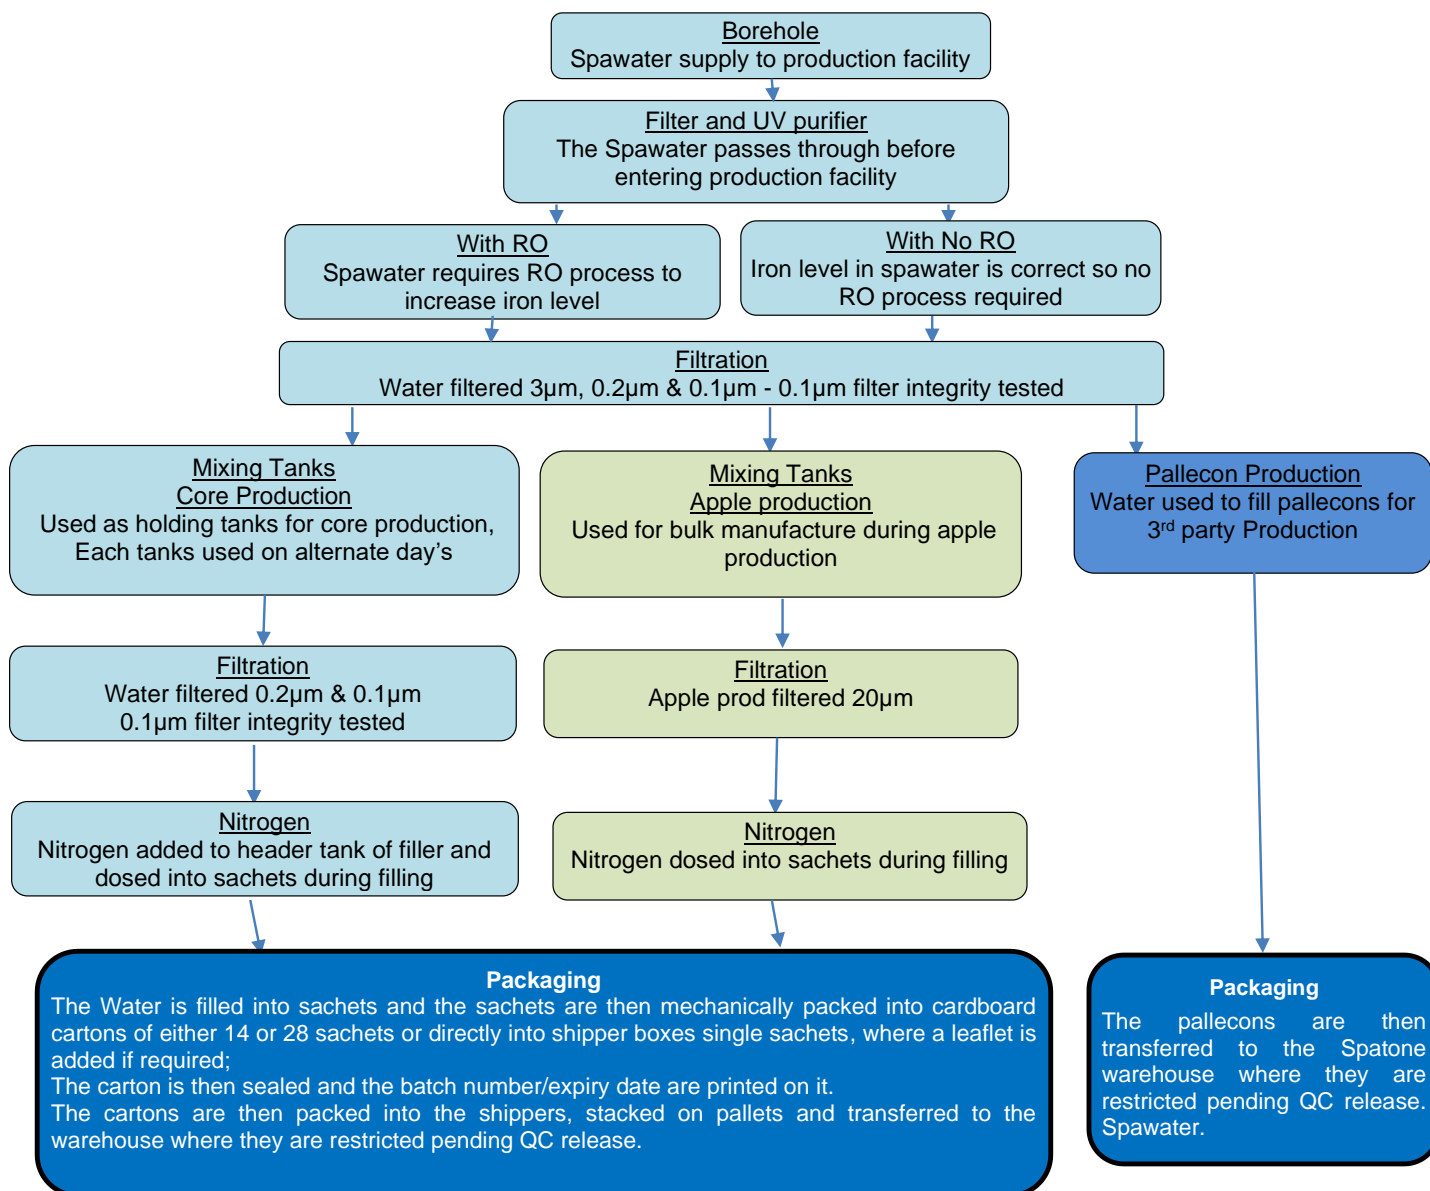 Borehole
Spawater supply to production facility
Filter and UV purifier
The Spawater passes through before
entering production facility
With RO
Spawater requires RO process to
increase iron level
With No RO
Iron level in spawater is correct so no
RO process required
Filtration
Water filtered 3µm, 0.2µm & 0.1µm - 0.1µm filter integrity tested
Mixing Tanks
Core Production
Used as holding tanks for core production,
Each tanks used on alternate day’s
Mixing Tanks
Apple production
Used for bulk manufacture during apple
production
Pallecon Production
Water used to fill pallecons for
3rd party Production
Filtration
Water filtered 0.2µm & 0.1µm
0.1µm filter integrity tested
Filtration
Apple prod filtered 20µm
Nitrogen
Nitrogen added to header tank of filler and
dosed into sachets during filling
Nitrogen
Nitrogen dosed into sachets during filling
Packaging
The Water is filled into sachets and the sachets are then mechanically packed into cardboard
cartons of either 14 or 28 sachets or directly into shipper boxes single sachets, where a leaflet is
added if required;
The carton is then sealed and the batch number/expiry date are printed on it.
The cartons are then packed into the shippers, stacked on pallets and transferred to the
warehouse where they are restricted pending QC release.
Packaging
The pallecons are then
transferred to the Spatone
warehouse where they are
restricted pending QC release.
Spawater.